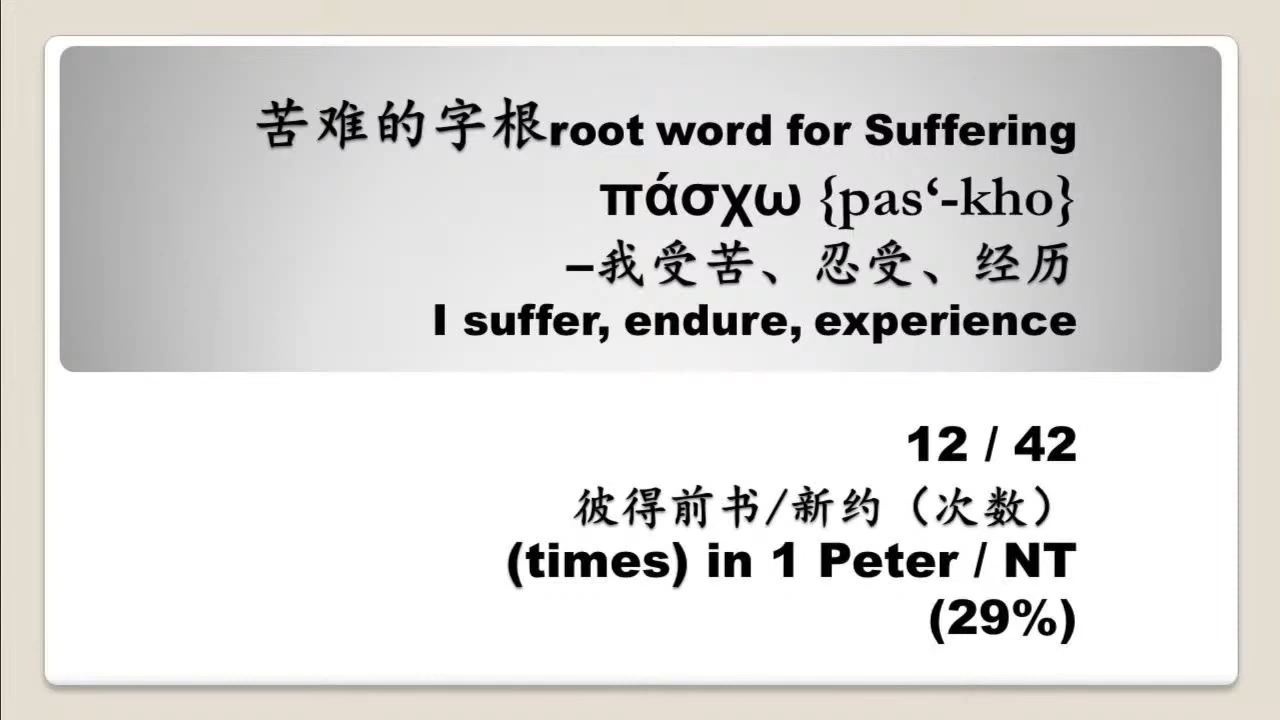 苦难的字根root word for Suffering
πάσχω {pas‘-kho}
–我受苦、忍受、经历
I suffer, endure, experience
12 / 42
彼得前书/新约（次数）
(times) in 1 Peter / NT
(29%)